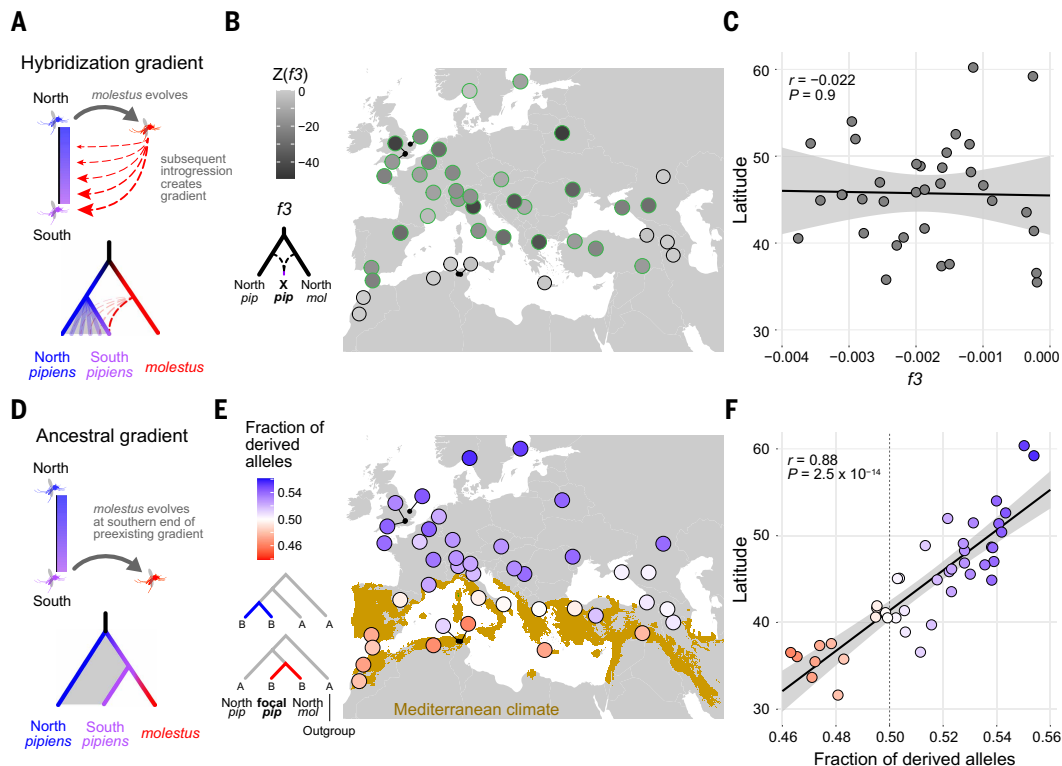 A
Hybridization gradient
North
molestus evolves
subsequent
introgression
creates
gradient
South
North
pipiens
South
pipiens
molestus
B
Z(f3)
0
−20
−40
f3
North
pip
X
pip
North
mol
C
r = −0.022
P = 0.9
Latitude
60
50
40
30
−0.004
−0.003
−0.002
−0.001
0.000
f3
D
Ancestral gradient
North
molestus evolves
at southern end of
preexisting gradient
South
North
pipiens
South
pipiens
molestus
E
Fraction of
derived
alleles
0.54
0.50
0.46
B B A A
A B B A
North
pip
focal
pip
North
mol
Outgroup
Mediterranean climate
F
r = 0.88
P = 2.5 x 10⁻¹⁴
Latitude
60
50
40
30
0.46
0.48
0.50
0.52
0.54
0.56
Fraction of derived alleles